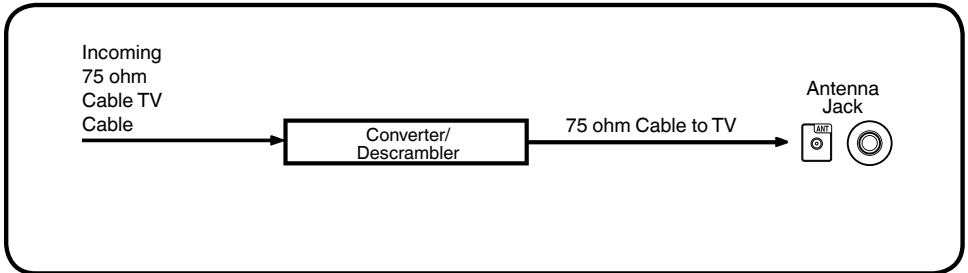 Incoming
75 ohm
Cable TV
Cable
Converter/
Descrambler
75 ohm Cable to TV
Antenna
Jack
ANT